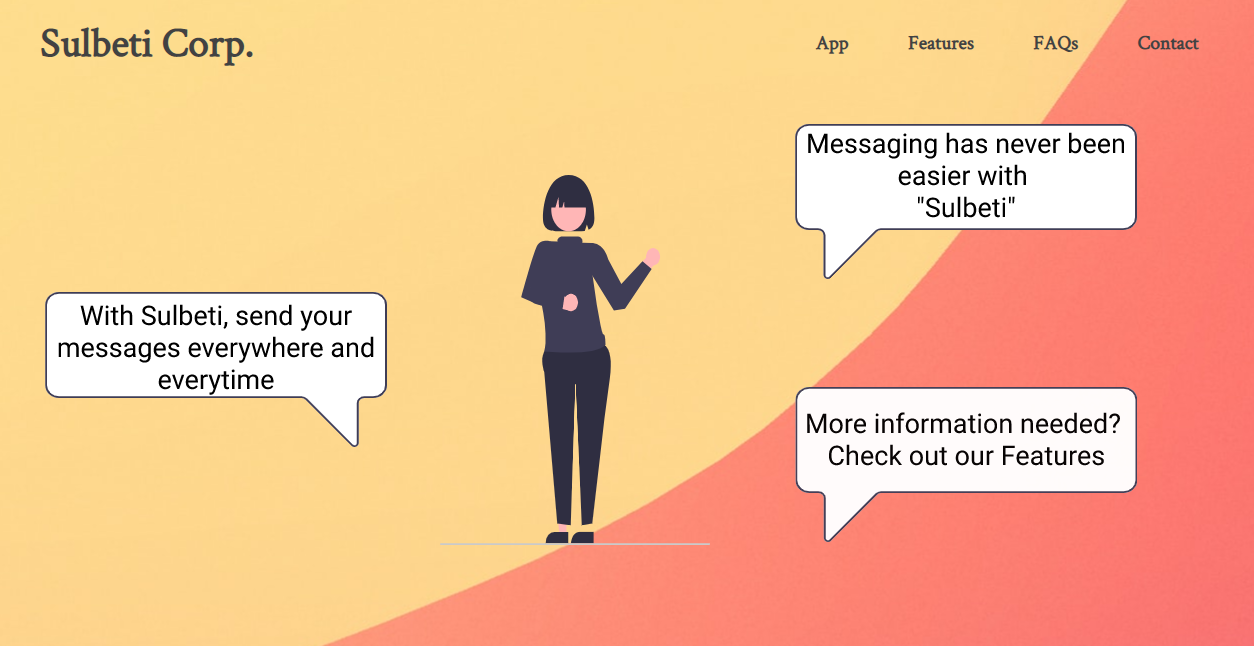 Sulbeti Corp.
App
Features
FAQs
Contact
Messaging has never been
easier with
"Sulbeti"
With Sulbeti, send your
messages everywhere and
everytime
More information needed?
Check out our Features